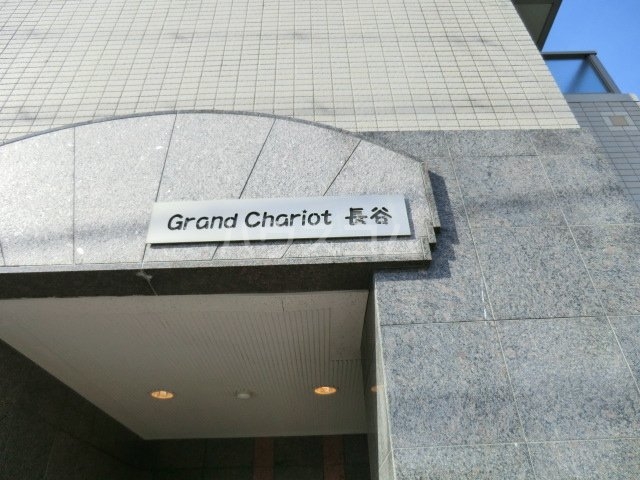 Grand Chariot 長谷